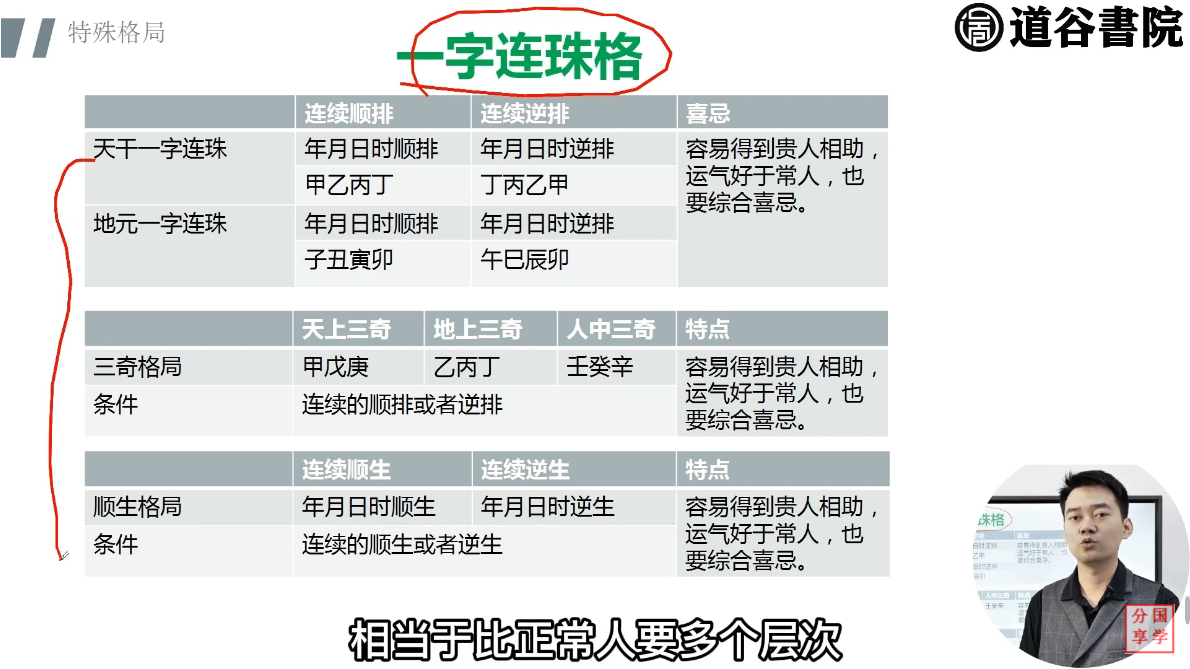 特殊格局
一字连珠格
道谷書院
连续顺排 连续逆排 喜忌
天干一字连珠 年月日时顺排 年月日时逆排 容易得到贵人相助，
运气好于常人，也
要综合喜忌。
甲乙丙丁 丁丙乙甲
地元一字连珠 年月日时顺排 年月日时逆排
子丑寅卯 午巳辰卯
天上三奇 地上三奇 人中三奇 特点
三奇格局 甲戊庚 乙丙丁 壬癸辛 容易得到贵人相助，
运气好于常人，也
要综合喜忌。
条件 连续的顺排或者逆排
连续顺生 连续逆生 特点
顺生格局 年月日时顺生 年月日时逆生 容易得到贵人相助，
运气好于常人，也
要综合喜忌。
条件 连续的顺生或者逆生
珠格
分国
享学
相当于比正常人要多个层次